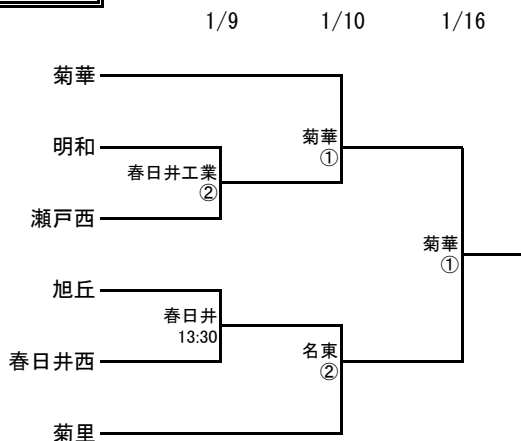 1/9 1/10 1/16
菊華
明和
春日井工業
②
瀬戸西
菊華
①
菊華
①
旭丘
春日井
13:30
春日井西
名東
②
菊里